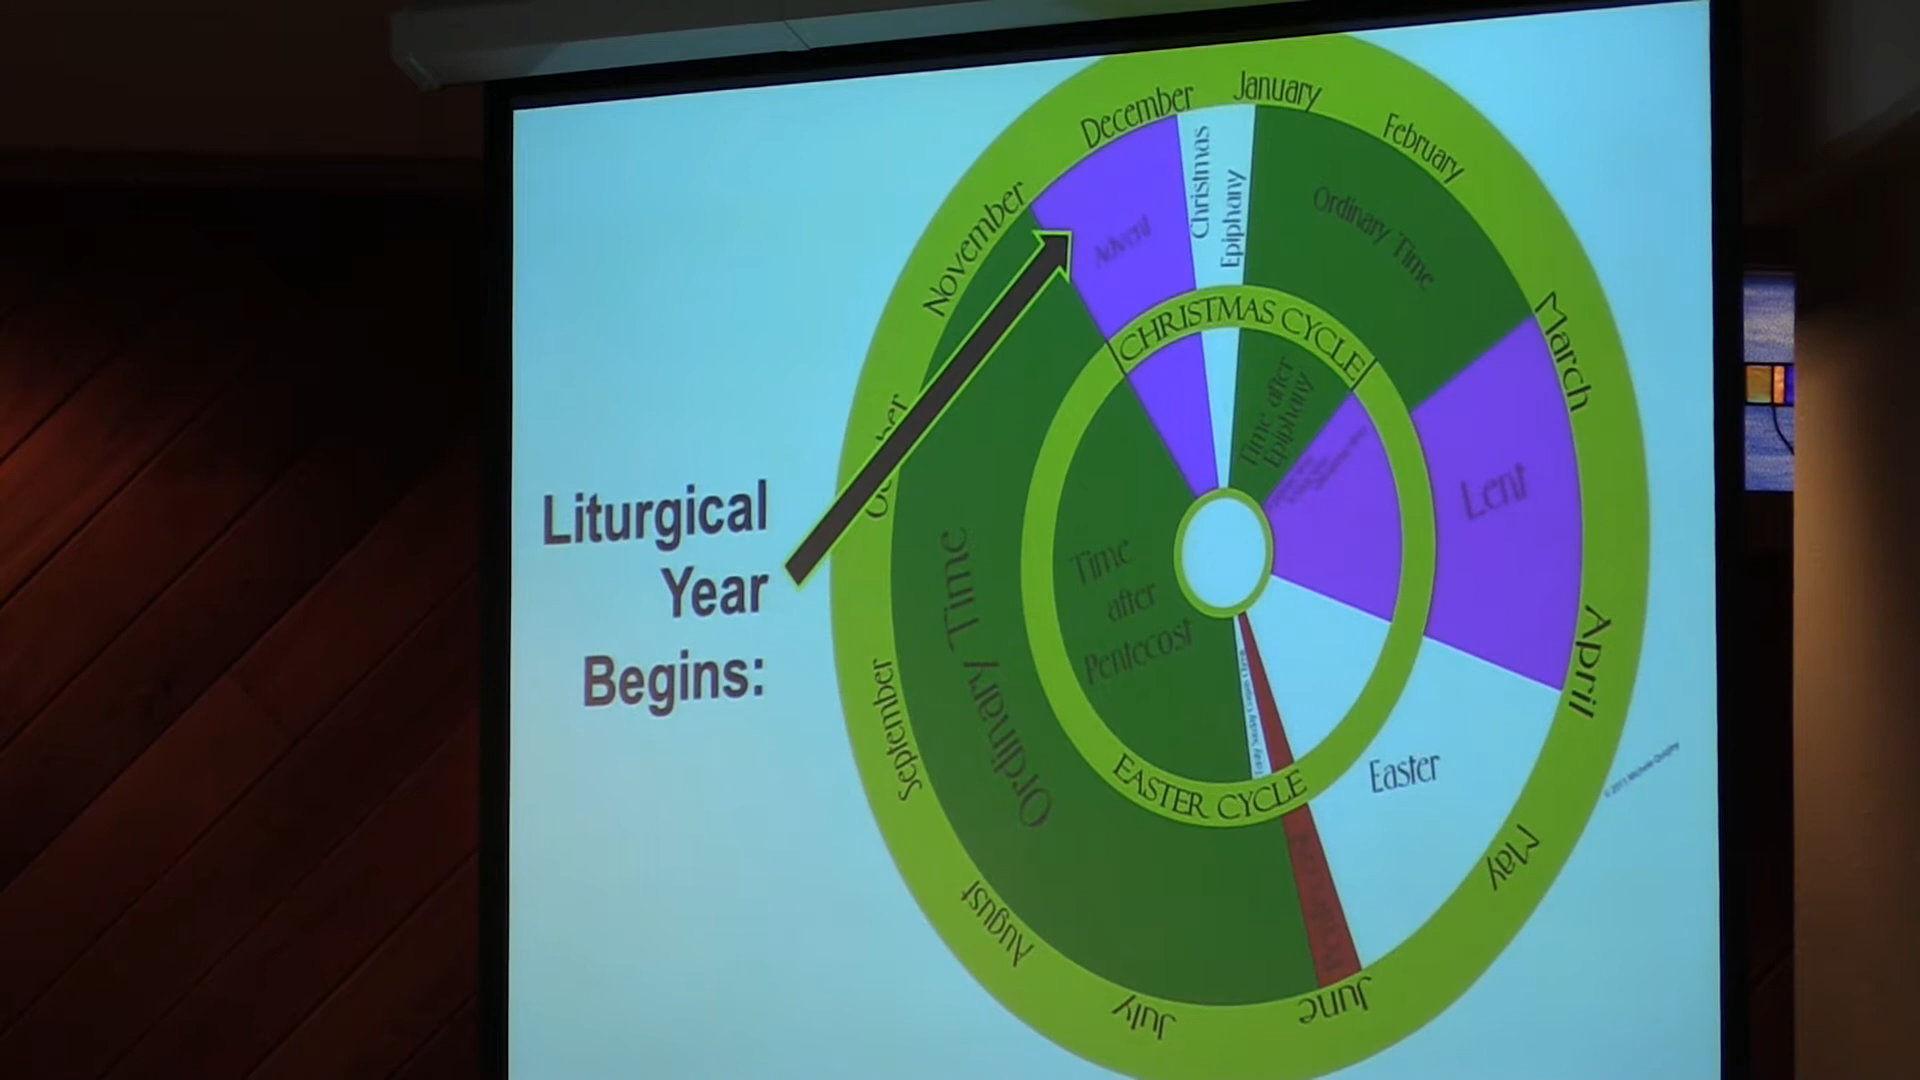 Liturgical
Year
Begins:
January
February
March
April
May
June
July
August
September
November
December
Advent
Christmas
Epiphany
Ordinary Time
Lent
Easter
Ordinary Time
CHRISTMAS CYCLE
Time after
Epiphany
Time
after
Pentecost
EASTER CYCLE